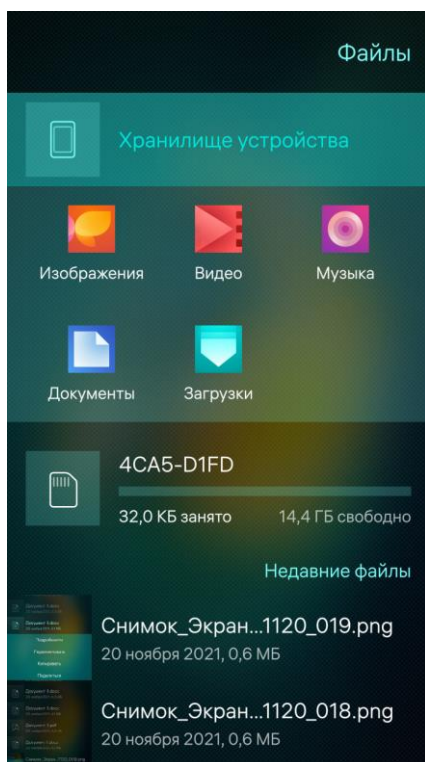 Файлы
Хранилище устройства
Изображения Видео Музыка
Документы Загрузки
4CA5-D1FD
32,0 КБ занято 14,4 ГБ свободно
Недавние файлы
Снимок_Экран...1120_019.png
20 ноября 2021, 0,6 МБ
Снимок_Экран...1120_018.png
20 ноября 2021, 0,6 МБ